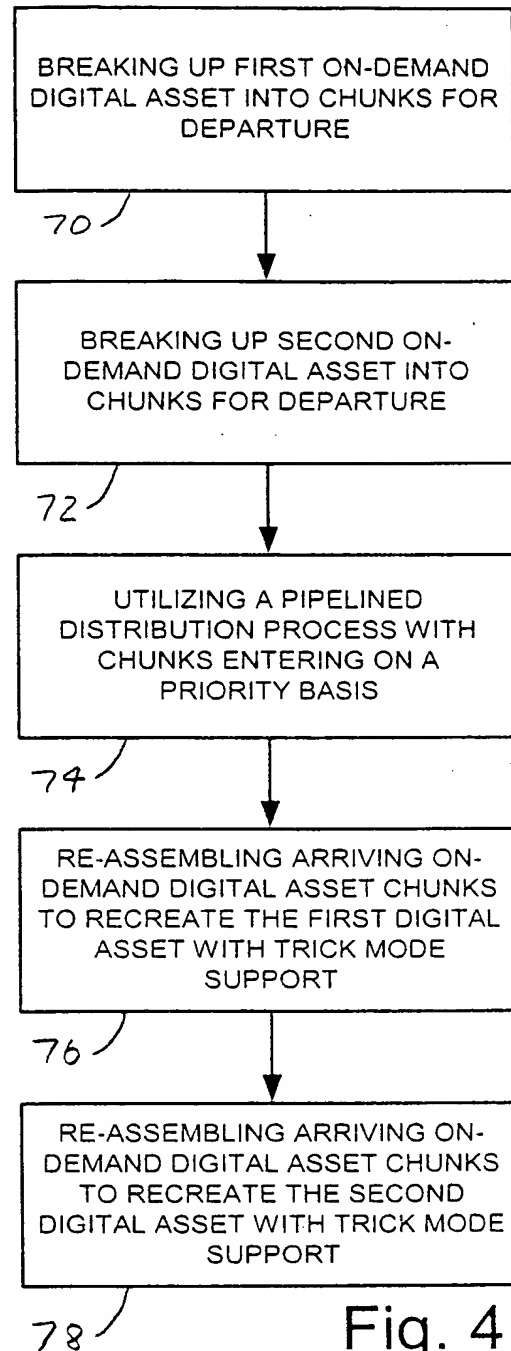 BREAKING UP FIRST ON-DEMAND
DIGITAL ASSET INTO CHUNKS FOR
DEPARTURE
70
BREAKING UP SECOND ON-
DEMAND DIGITAL ASSET INTO
CHUNKS FOR DEPARTURE
72
UTILIZING A PIPELINED
DISTRIBUTION PROCESS WITH
CHUNKS ENTERING ON A
PRIORITY BASIS
74
RE-ASSEMBLING ARRIVING ON-
DEMAND DIGITAL ASSET CHUNKS
TO RECREATE THE FIRST DIGITAL
ASSET WITH TRICK MODE
SUPPORT
76
RE-ASSEMBLING ARRIVING ON-
DEMAND DIGITAL ASSET CHUNKS
TO RECREATE THE SECOND
DIGITAL ASSET WITH TRICK MODE
SUPPORT
78
Fig. 4